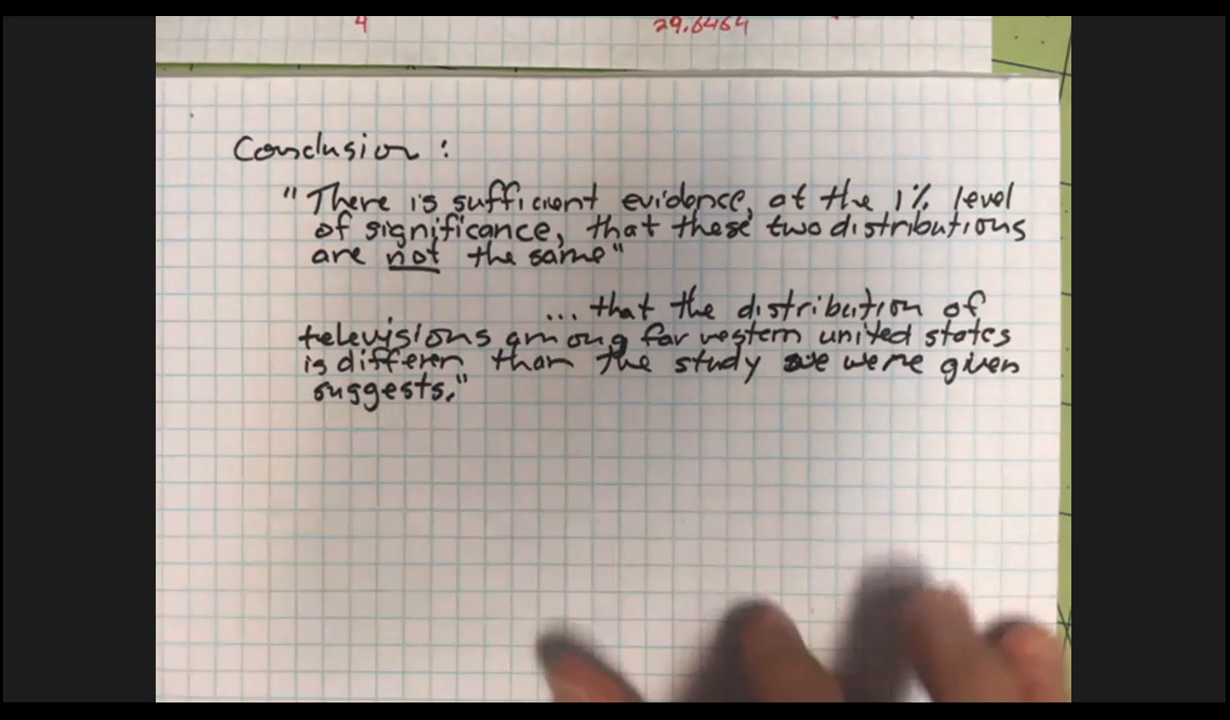 4 29.6464
Conclusion:
"There is sufficient evidence, at the 1% level
of significance, that these two distributions
are not the same"
... that the distribution of
televisions among far western united states
is differen than the study we were given
suggests."